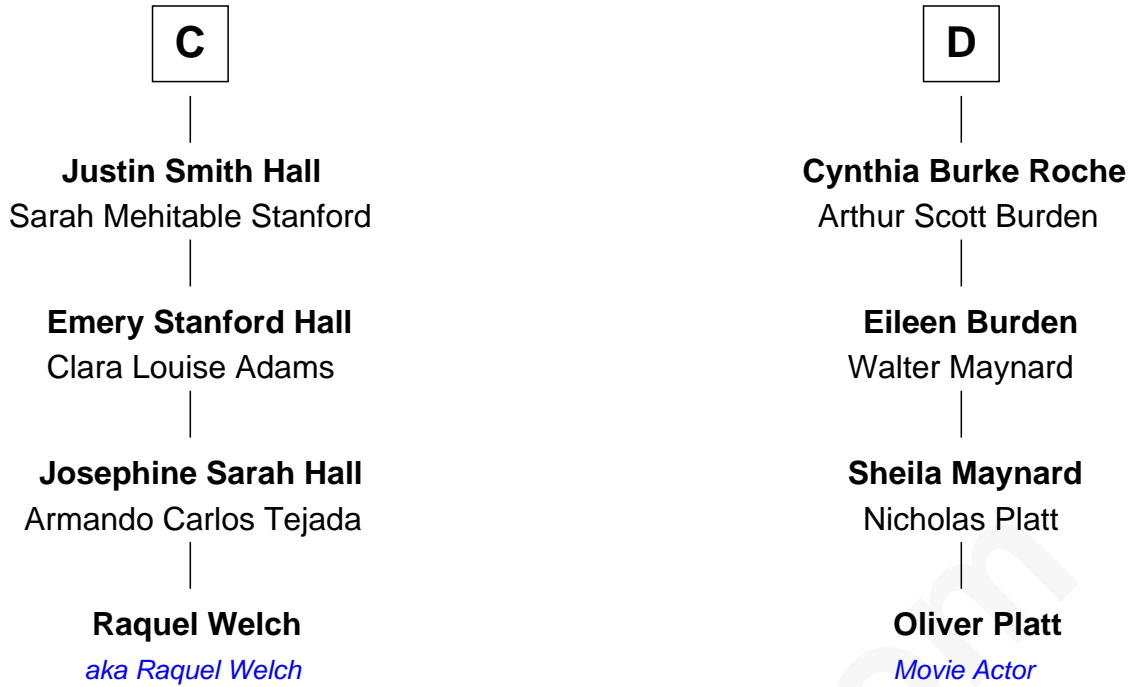 C
Justin Smith Hall
Sarah Mehitable Stanford
Emery Stanford Hall
Clara Louise Adams
Josephine Sarah Hall
Armando Carlos Tejada
Raquel Welch
aka Raquel Welch
D
Cynthia Burke Roche
Arthur Scott Burden
Eileen Burden
Walter Maynard
Sheila Maynard
Nicholas Platt
Oliver Platt
Movie Actor